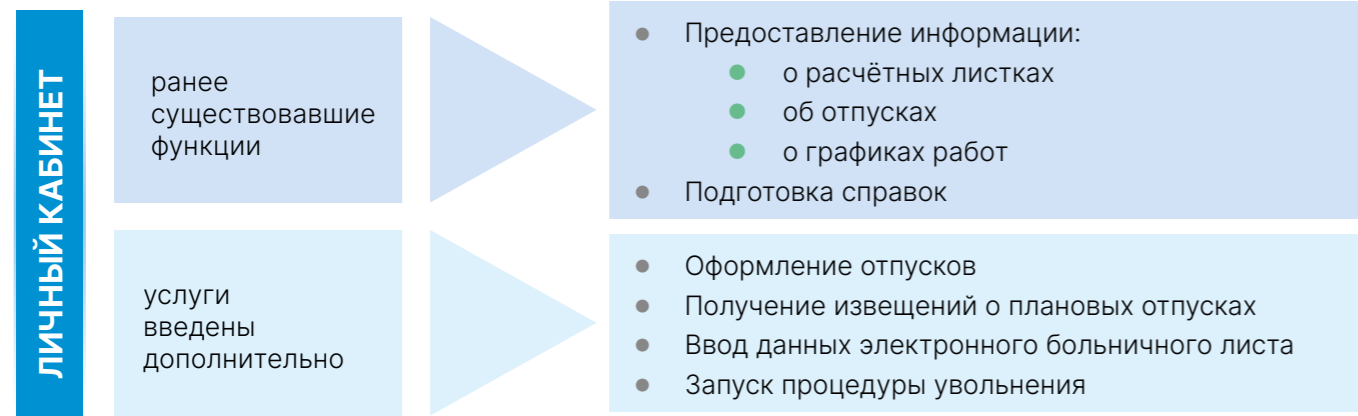 ЛИЧНЫЙ КАБИНЕТ
ранее
существовавшие
функции
Предоставление информации:
о расчётных листках
об отпусках
о графиках работ
Подготовка справок
услуги
введены
дополнительно
Оформление отпусков
Получение извещений о плановых отпусках
Ввод данных электронного больничного листа
Запуск процедуры увольнения